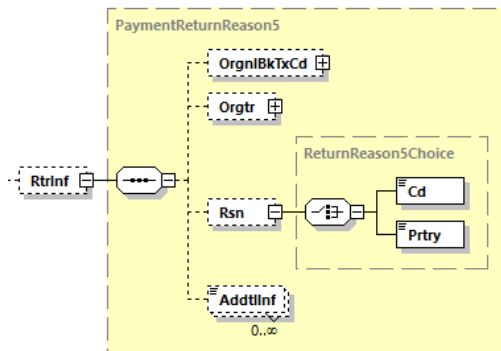 PaymentReturnReason5
OrgnlBkTxCd
Orgtr
ReturnReason5Choice
RtrInf
Cd
Rsn
Prtry
AddtlInf
0..∞